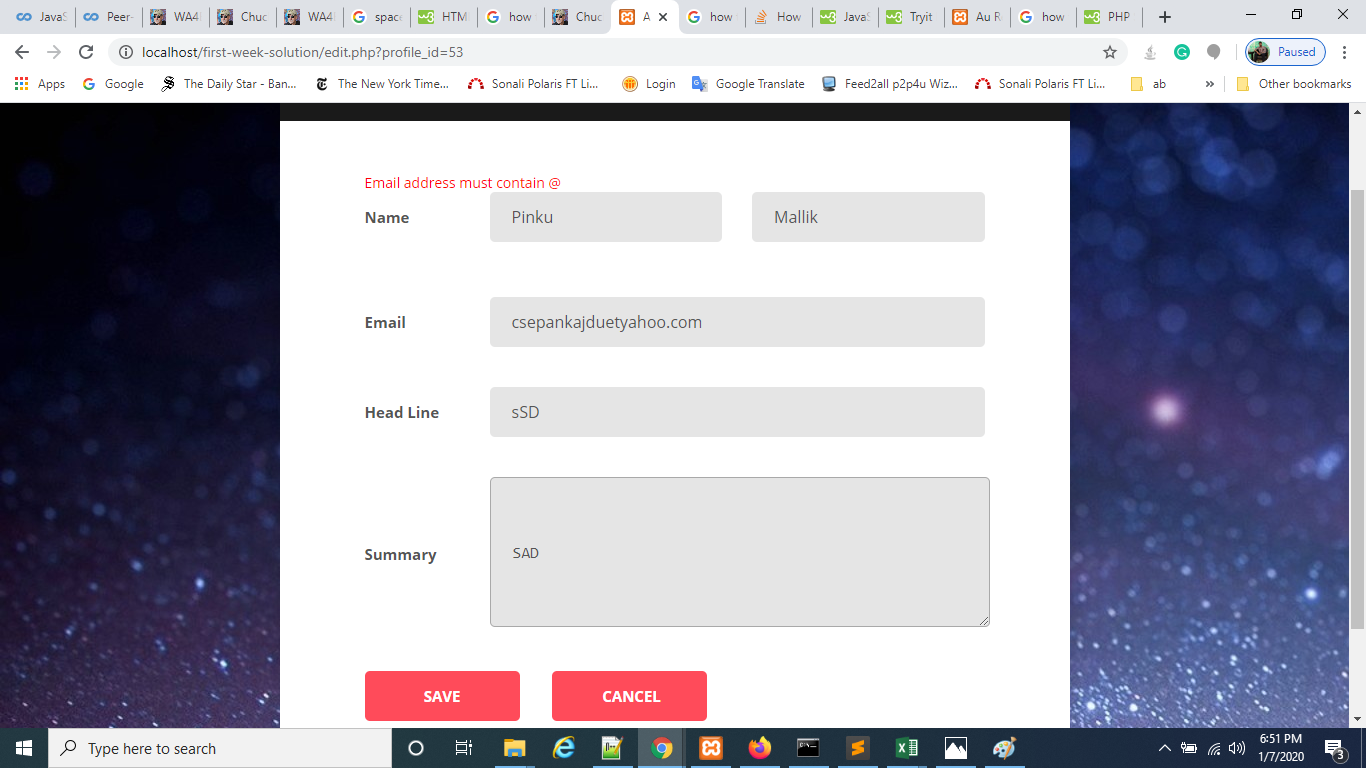 JavaS Peer- WA4 Chuc WA4 space HTM how Chuc A how How JavaS Tryit Au R how PHP
localhost/first-week-solution/edit.php?profile_id=53 Paused
Apps Google The Daily Star - Ban... The New York Time... Sonali Polaris FT Li... Login Google Translate Feed2all p2p4u Wiz... Sonali Polaris FT Li... ab » Other bookmarks
Email address must contain @
Name Pinku Mallik
Email csepankajduetyahoo.com
Head Line sSD
Summary SAD
SAVE CANCEL
Type here to search
6:51 PM
1/7/2020
3